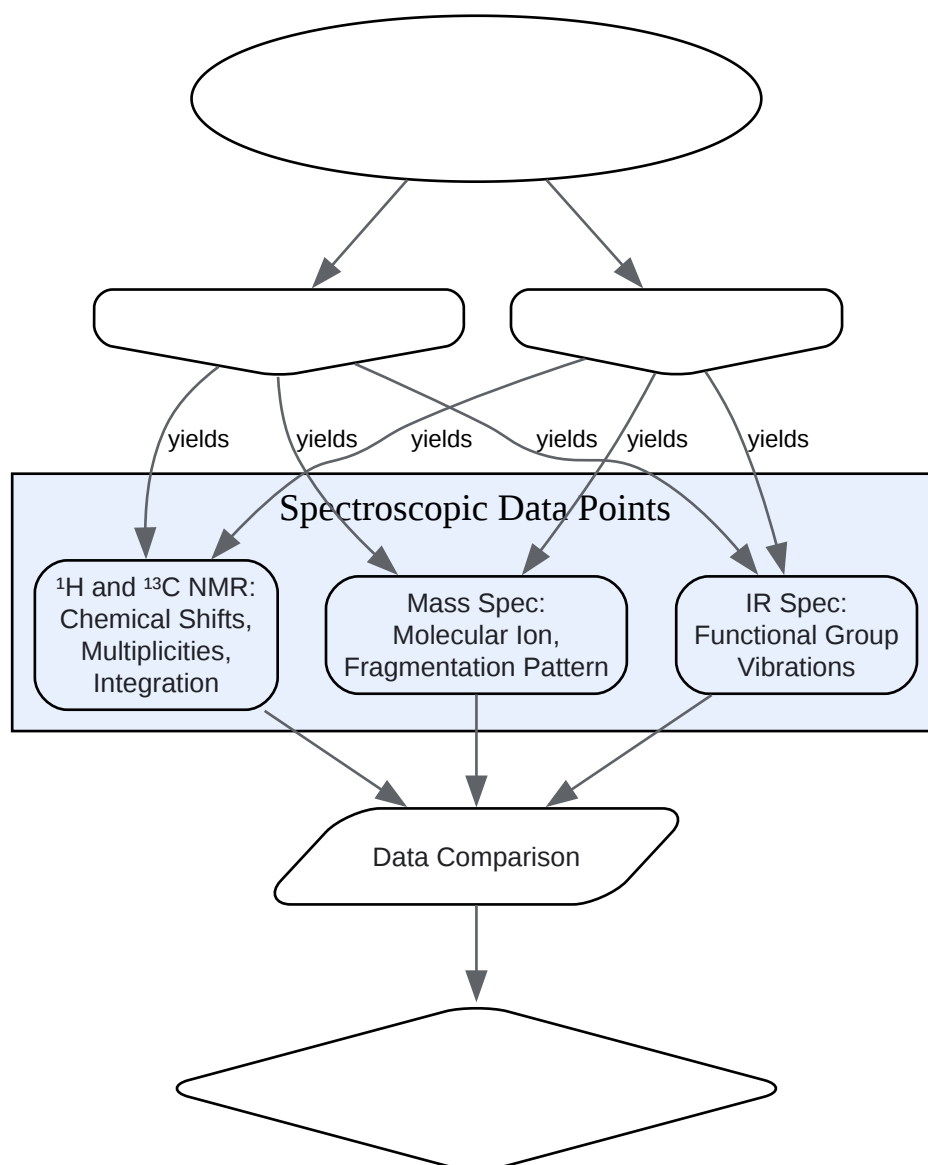 yields yields yields yields yields yields
Spectroscopic Data Points
¹H and ¹³C NMR:
Chemical Shifts,
Multiplicities,
Integration
Mass Spec:
Molecular Ion,
Fragmentation Pattern
IR Spec:
Functional Group
Vibrations
Data Comparison